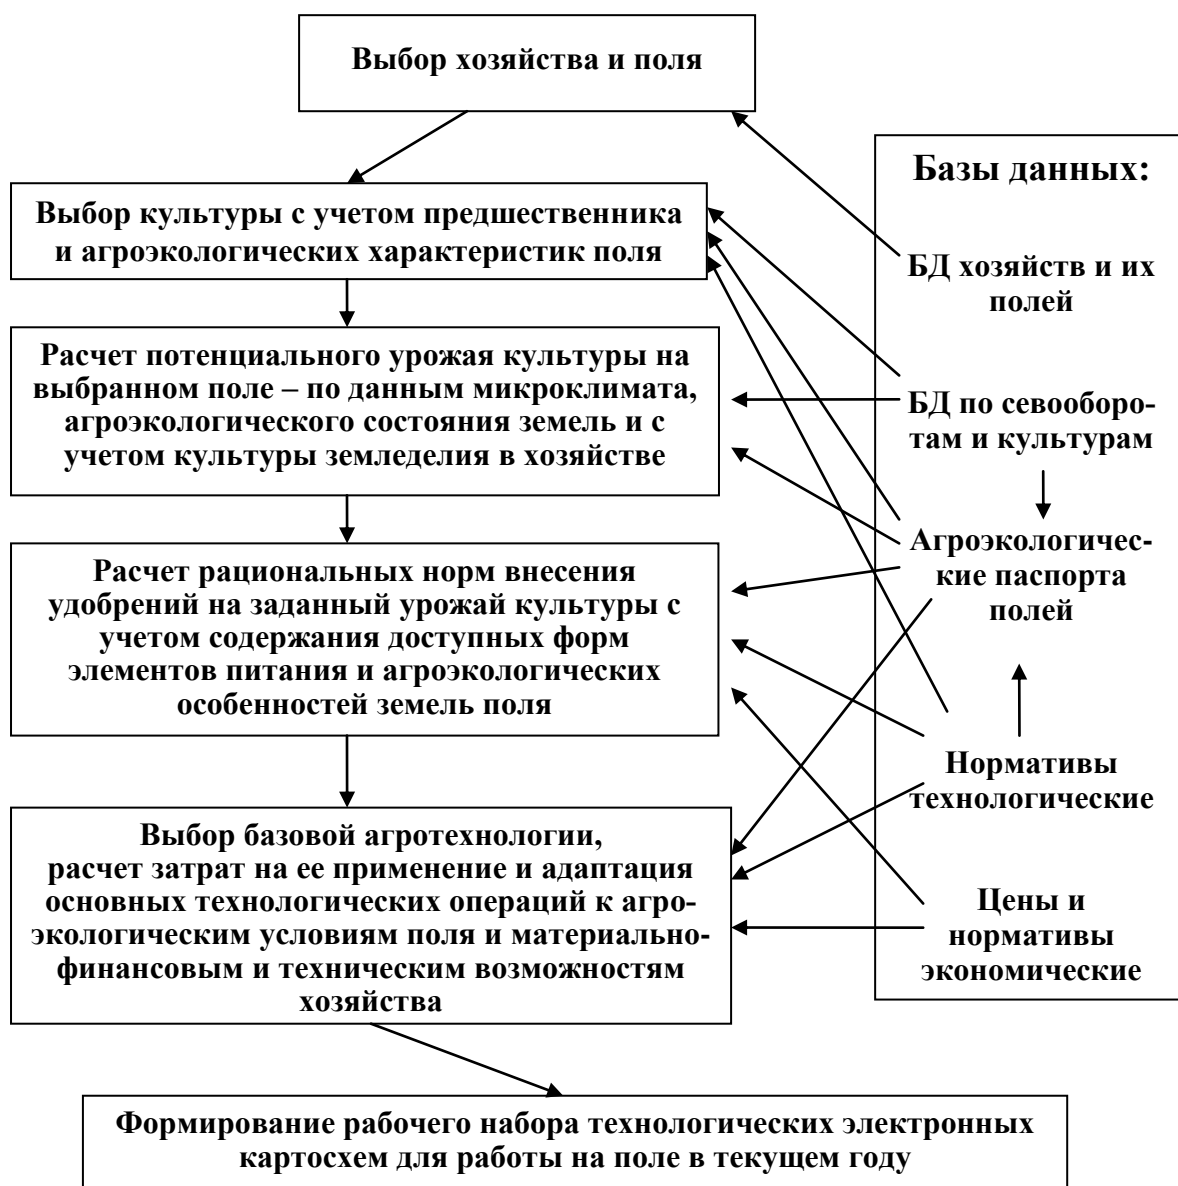 Выбор хозяйства и поля
Выбор культуры с учетом предшественника
и агроэкологических характеристик поля
Расчет потенциального урожая культуры на
выбранном поле – по данным микроклимата,
агроэкологического состояния земель и с
учетом культуры земледелия в хозяйстве
Расчет рациональных норм внесения
удобрений на заданный урожай культуры с
учетом содержания доступных форм
элементов питания и агроэкологических
особенностей земель поля
Выбор базовой агротехнологии,
расчет затрат на ее применение и адаптация
основных технологических операций к агро-
экологическим условиям поля и материально-
финансовым и техническим возможностям
хозяйства
Формирование рабочего набора технологических электронных
картосхем для работы на поле в текущем году
Базы данных:
БД хозяйств и их
полей
БД по севооборо-
там и культурам
Агроэкологичес-
кие паспорта
полей
Нормативы
технологические
Цены и
нормативы
экономические